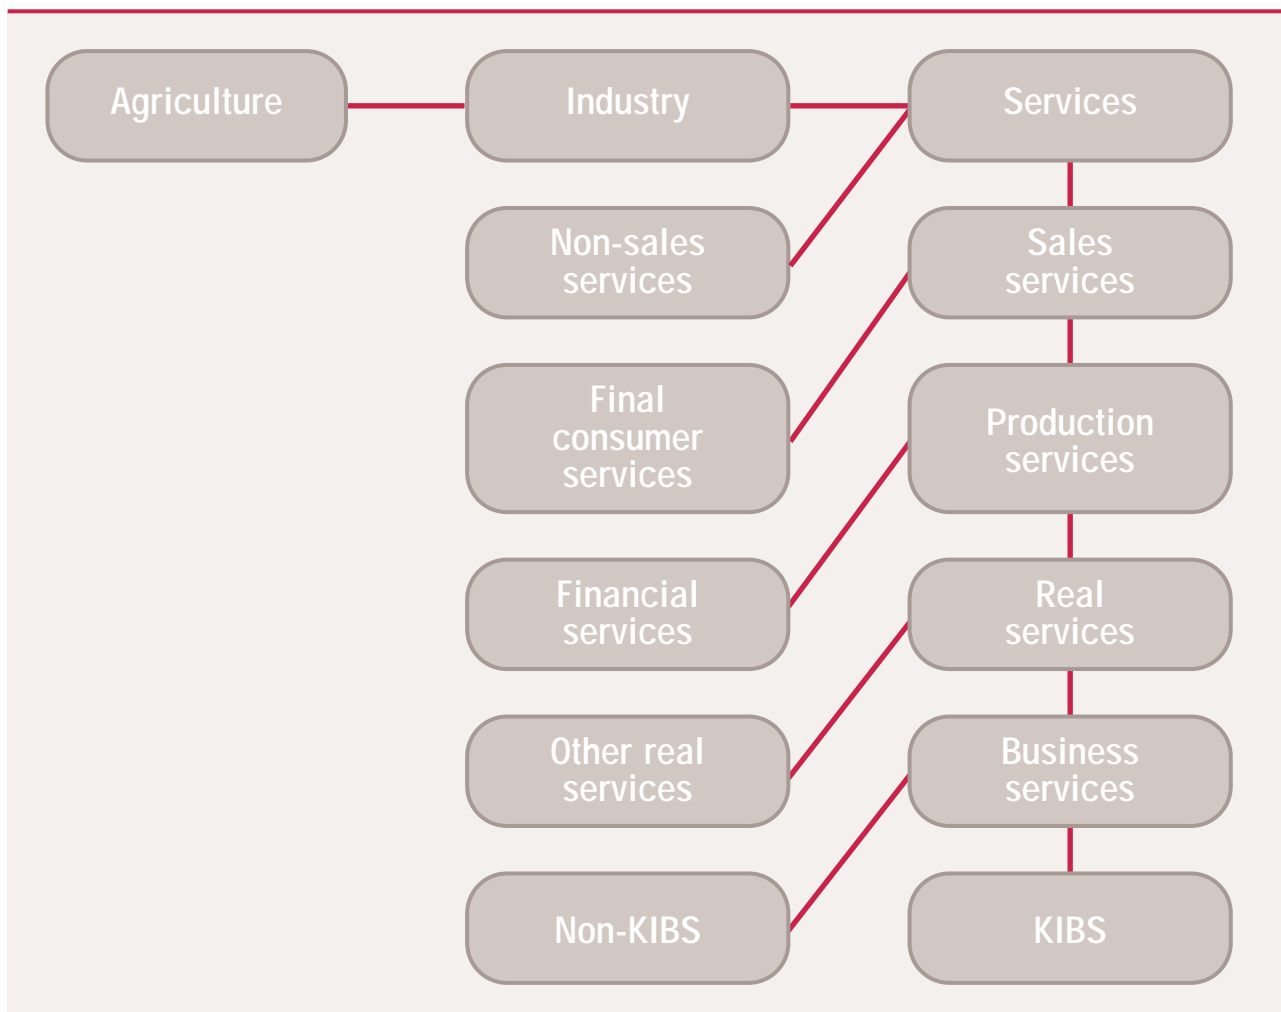 Agriculture
Industry
Services
Non-sales
services
Sales
services
Final
consumer
services
Production
services
Financial
services
Real
services
Other real
services
Business
services
Non-KIBS
KIBS